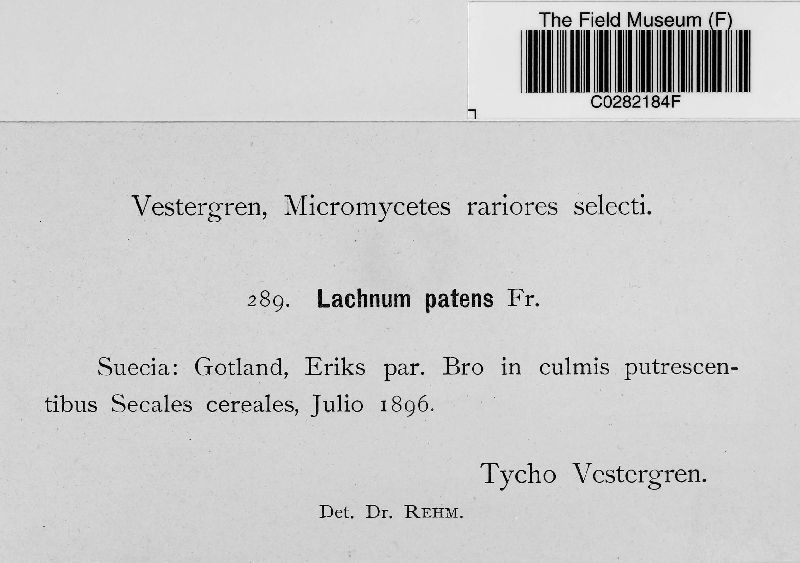 The Field Museum (F)
C0282184F
Vestergren, Micromycetes rariores selecti.
289. Lachnum patens Fr.
Suecia: Gotland, Eriks par. Bro in culmis putrescen-
tibus Secales cereales, Julio 1896.
Tycho Vestergren.
Det. Dr. REHM.